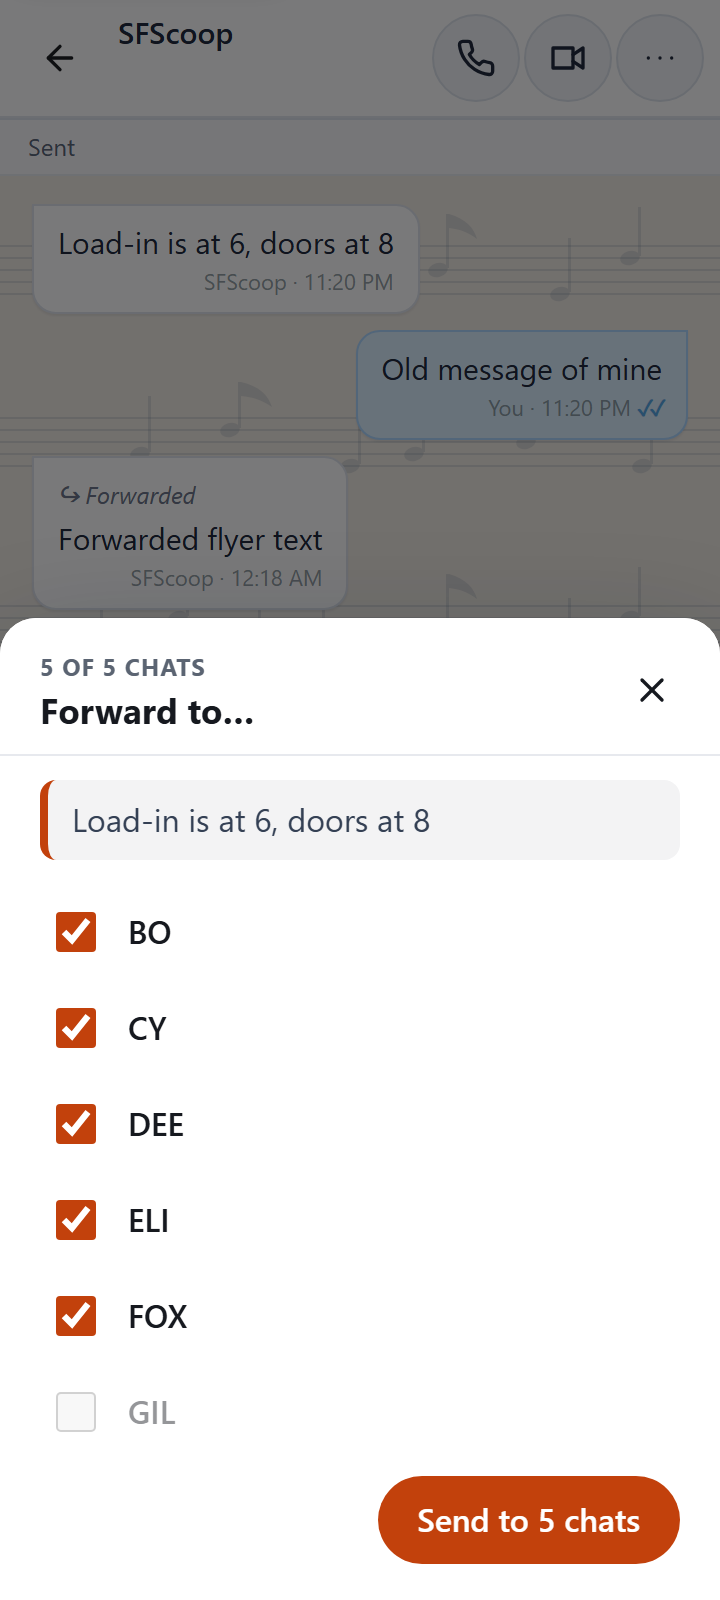 SFScoop
Sent
Load-in is at 6, doors at 8
SFScoop · 11:20 PM
Old message of mine
You · 11:20 PM
Forwarded
Forwarded flyer text
SFScoop · 12:18 AM
5 OF 5 CHATS
Forward to...
Load-in is at 6, doors at 8
BO
CY
DEE
ELI
FOX
GIL
Send to 5 chats